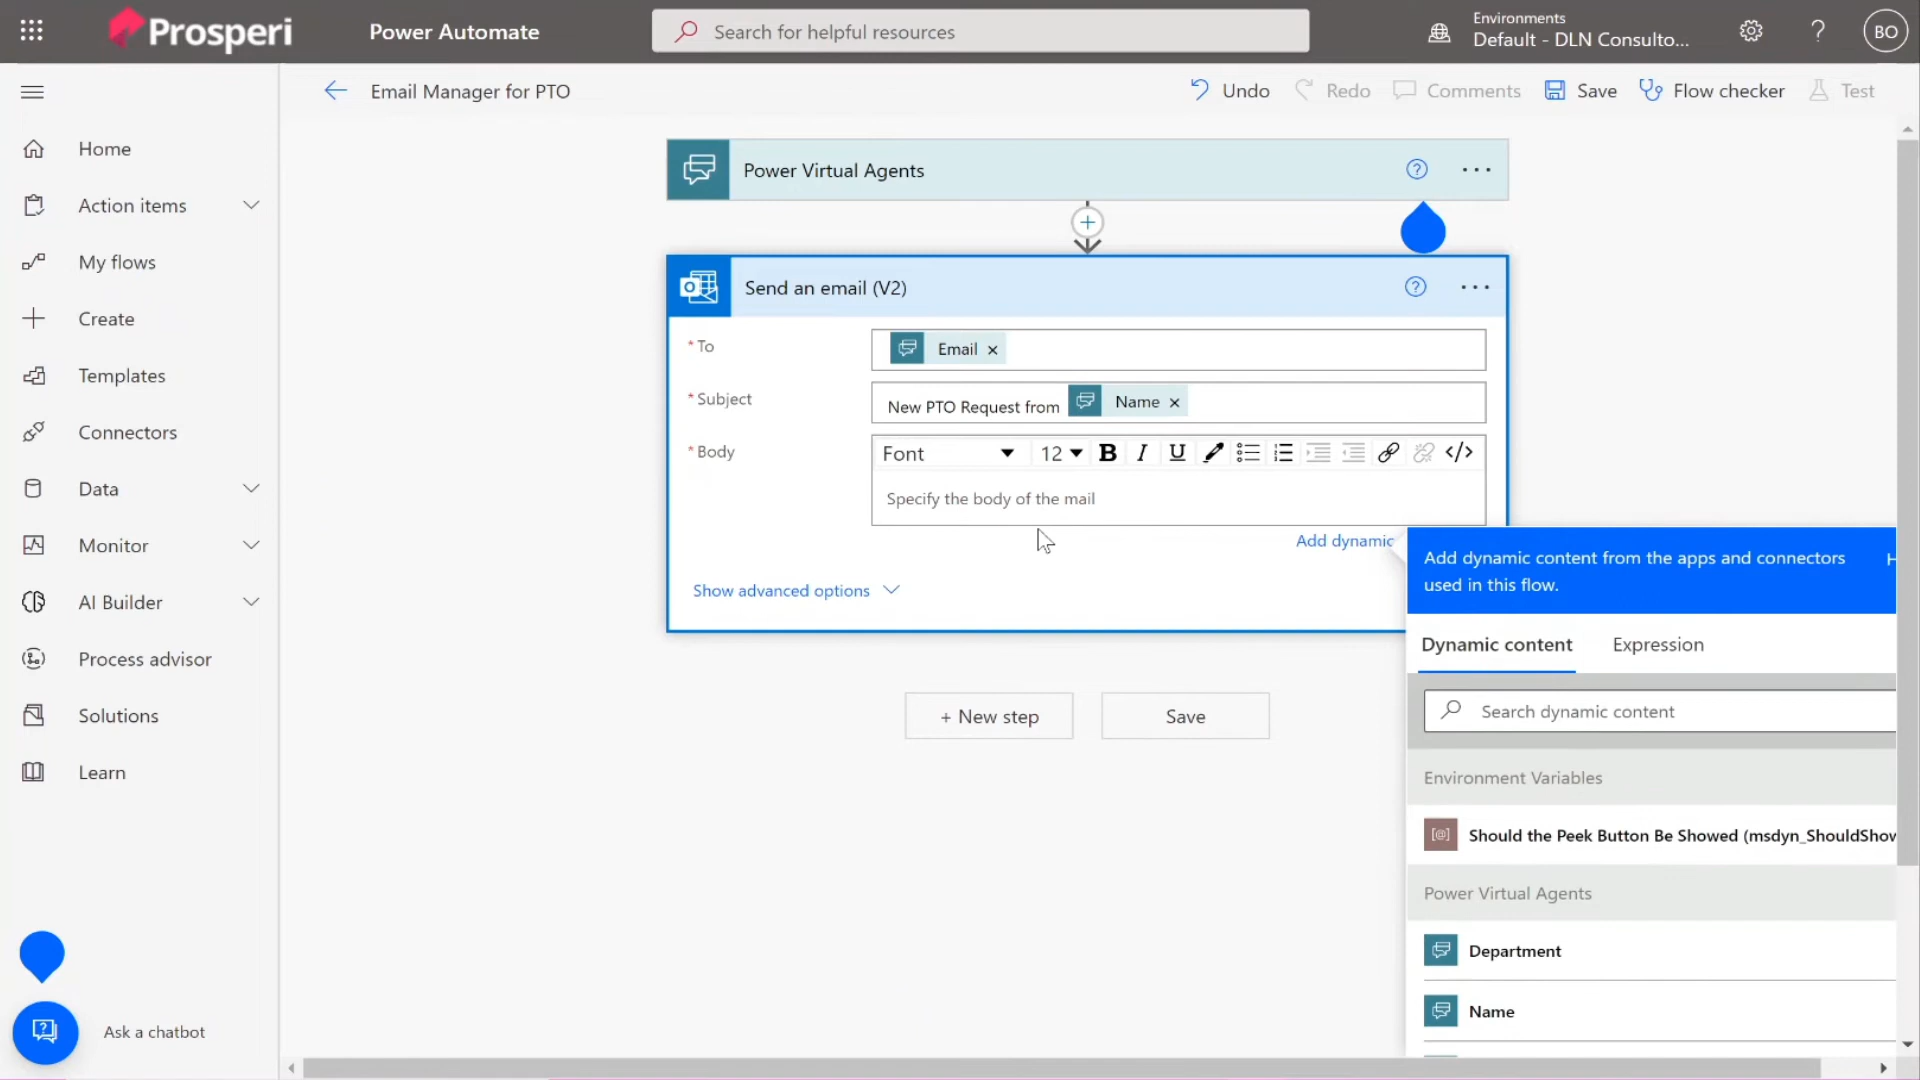 Prosperi
Power Automate
Search for helpful resources
Environments
Default - DLN Consulto...
?
BO
Email Manager for PTO
Undo
Redo
Comments
Save
Flow checker
Test
Home
Action items
My flows
Create
Templates
Connectors
Data
Monitor
AI Builder
Process advisor
Solutions
Learn
Ask a chatbot
Power Virtual Agents
?
Send an email (V2)
?
* To
Email ×
* Subject
New PTO Request from Name ×
* Body
Font 12 B I U </>
Specify the body of the mail
Add dynamic
Show advanced options
+ New step
Save
Add dynamic content from the apps and connectors
used in this flow.
H
Dynamic content
Expression
Search dynamic content
Environment Variables
[@] Should the Peek Button Be Showed (msdyn_ShouldShow
Power Virtual Agents
Department
Name